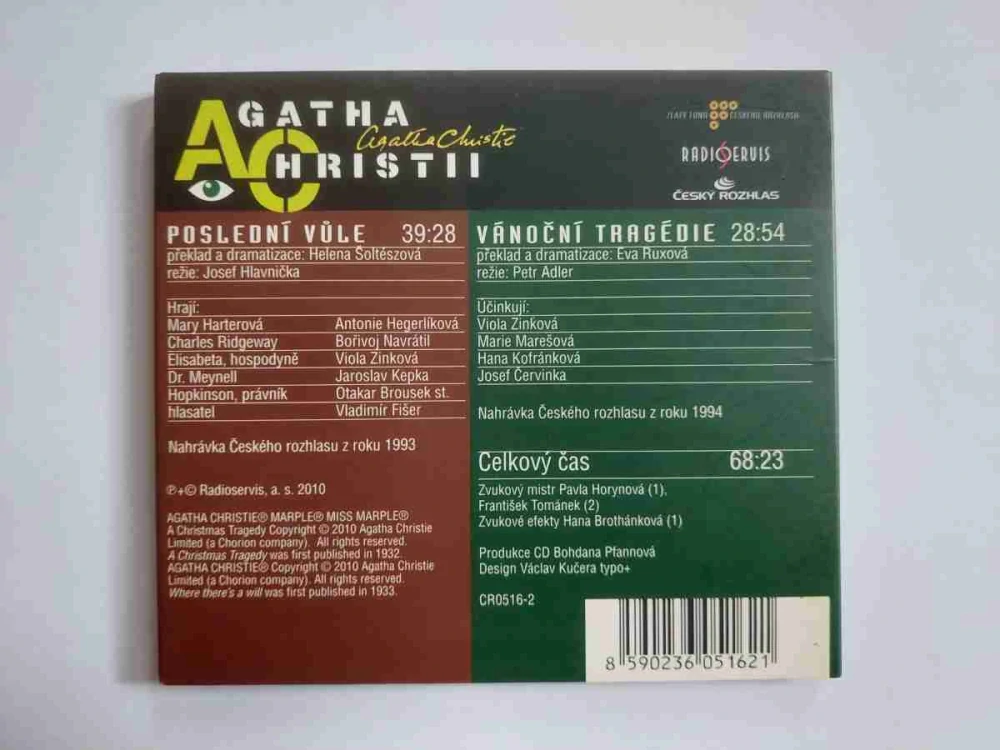 AGATHA
Agatha Christie
CHRISTII
ZLATÝ FOND ČESKÉHO ROZHLASU
RADIOSERVIS
ČESKÝ ROZHLAS
POSLEDNÍ VŮLE 39:28
překlad a dramatizace: Helena Šoltészová
režie: Josef Hlavnička
Hrají:
Mary Harterová Antonie Hegerlíková
Charles Ridgeway Bořivoj Navrátil
Elisabeta, hospodyně Viola Zinková
Dr. Meynell Jaroslav Kepka
Hopkinson, právník Otakar Brousek st.
hlasatel Vladimír Fišer
Nahrávka Českého rozhlasu z roku 1993
℗+© Radioservis, a. s. 2010
AGATHA CHRISTIE® MARPLE® MISS MARPLE®
A Christmas Tragedy Copyright © 2010 Agatha Christie
Limited (a Chorion company). All rights reserved.
A Christmas Tragedy was first published in 1932.
AGATHA CHRISTIE® Copyright © 2010 Agatha Christie
Limited (a Chorion company). All rights reserved.
Where there's a will was first published in 1933.
VÁNOČNÍ TRAGÉDIE 28:54
překlad a dramatizace: Eva Ruxová
režie: Petr Adler
Účinkují:
Viola Zinková
Marie Marešová
Hana Kofránková
Josef Červinka
Nahrávka Českého rozhlasu z roku 1994
Celkový čas 68:23
Zvukový mistr Pavla Horynová (1),
František Tománek (2)
Zvukové efekty Hana Brothánková (1)
Produkce CD Bohdana Pfannová
Design Václav Kučera typo+
CR0516-2
8 590236 051621